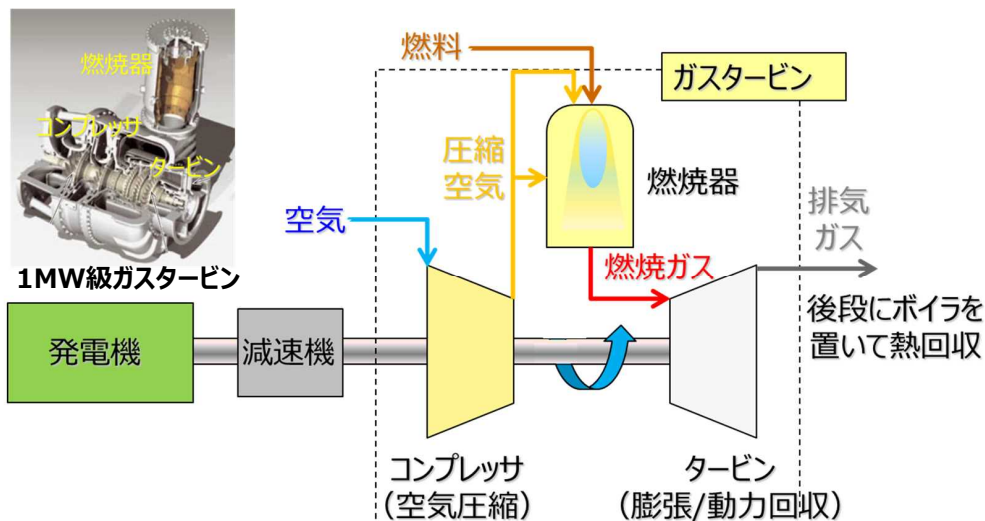 燃焼器
コンプレッサ
タービン
1MW級ガスタービン
燃料
ガスタービン
圧縮
空気
燃焼器
空気
燃焼ガス
排気
ガス
後段にボイラを
置いて熱回収
発電機
減速機
コンプレッサ
（空気圧縮）
タービン
（膨張/動力回収）